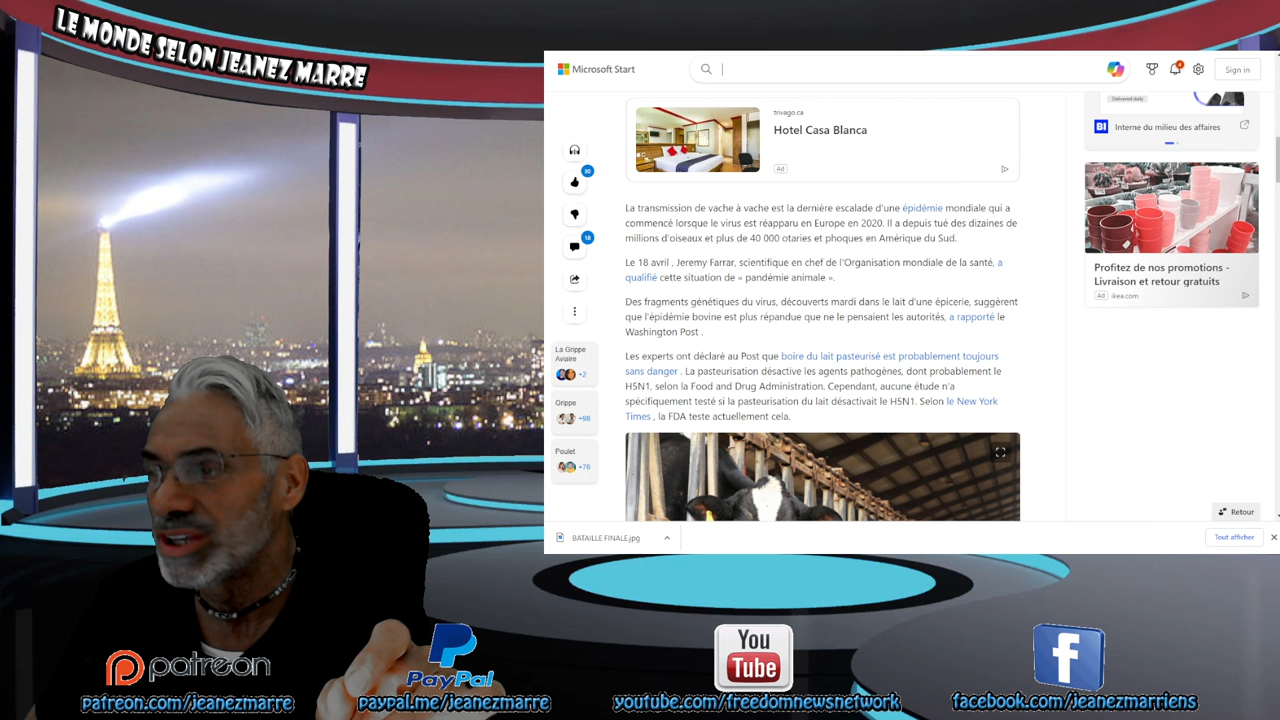 LE MONDE SELON JEANEZ MARRE
Microsoft Start
4
Sign in
trivago.ca
Hotel Casa Blanca
Ad
30
18
La Grippe
Aviaire
+2
Grippe
+98
Poulet
+76
La transmission de vache à vache est la dernière escalade d'une épidémie mondiale qui a
commencé lorsque le virus est réapparu en Europe en 2020. Il a depuis tué des dizaines de
millions d'oiseaux et plus de 40 000 otaries et phoques en Amérique du Sud.
Le 18 avril , Jeremy Farrar, scientifique en chef de l'Organisation mondiale de la santé, a
qualifié cette situation de « pandémie animale ».
Des fragments génétiques du virus, découverts mardi dans le lait d'une épicerie, suggèrent
que l'épidémie bovine est plus répandue que ne le pensaient les autorités, a rapporté le
Washington Post .
Les experts ont déclaré au Post que boire du lait pasteurisé est probablement toujours
sans danger . La pasteurisation désactive les agents pathogènes, dont probablement le
H5N1, selon la Food and Drug Administration. Cependant, aucune étude n'a
spécifiquement testé si la pasteurisation du lait désactivait le H5N1. Selon le New York
Times , la FDA teste actuellement cela.
Delivered daily
BI
Interne du milieu des affaires
Profitez de nos promotions -
Livraison et retour gratuits
Ad ikea.com
Retour
BATAILLE FINALE.jpg
Tout afficher
patreon
patreon.com/jeanezmarre
PayPal
paypal.me/jeanezmarre
You
Tube
youtube.com/freedomnewsnetwork
f
facebook.com/jeanezmarriens